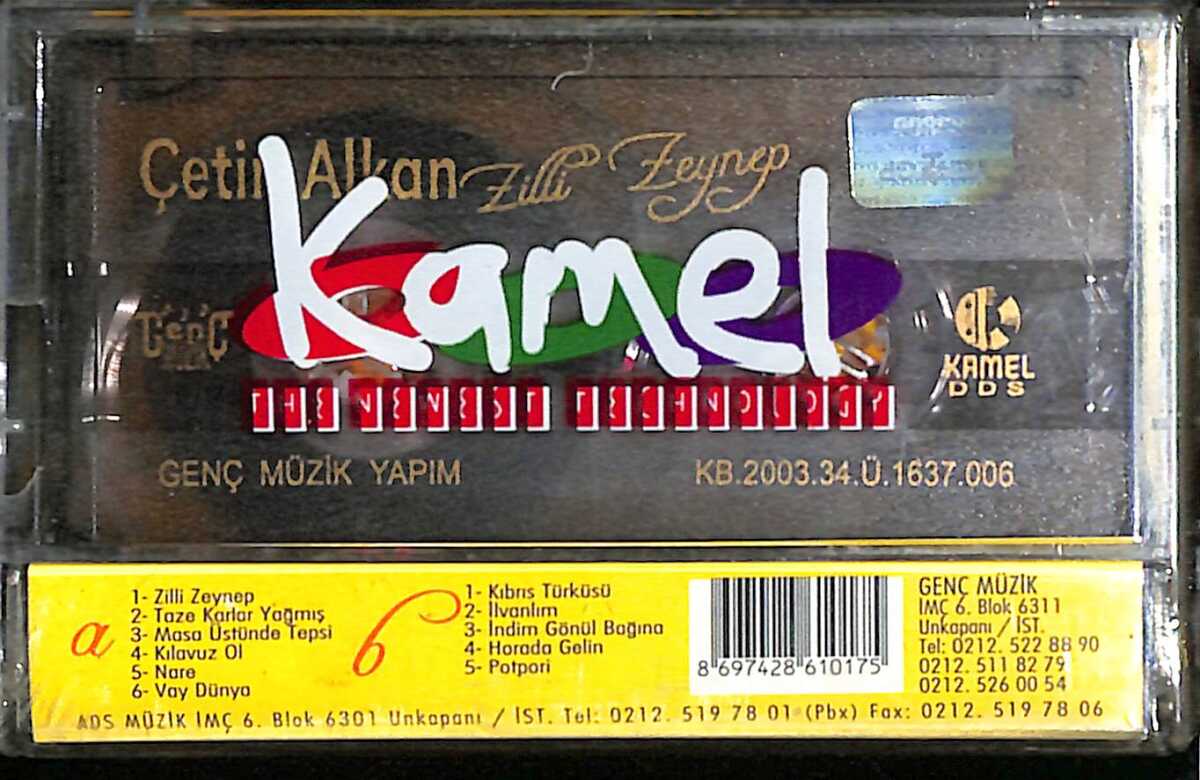 Çetin Alkan Zilli Zeynep
Kamel
THE NEWEST TECHNOLOGY
Genç
KAMEL
DDS
GENÇ MÜZİK YAPIM
KB.2003.34.Ü.1637.006
a
1- Zilli Zeynep
2- Taze Karlar Yağmış
3- Masa Üstünde Tepsi
4- Kılavuz Ol
5- Nare
6- Vay Dünya
b
1- Kıbrıs Türküsü
2- İlvanlım
3- İndim Gönül Bağına
4- Horada Gelin
5- Potpori
8 697428 610175
GENÇ MÜZİK
İMÇ 6. Blok 6311
Unkapanı / İST.
Tel: 0212. 522 88 90
0212. 511 82 79
0212. 526 00 54
ADS MÜZİK İMÇ 6. Blok 6301 Unkapanı / İST. Tel: 0212. 519 78 01 (Pbx) Fax: 0212. 519 78 06